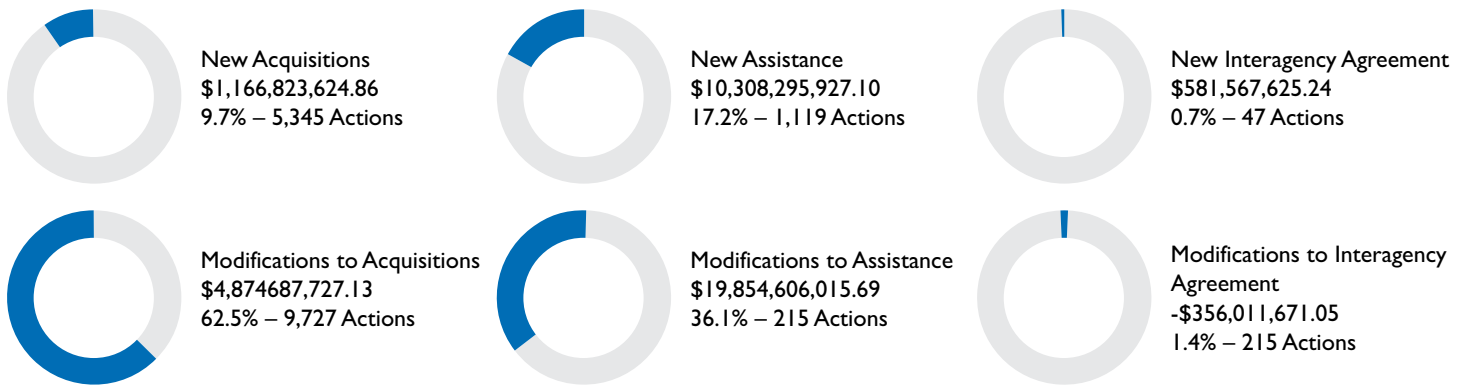 New Acquisitions
$1,166,823,624.86
9.7% – 5,345 Actions
New Assistance
$10,308,295,927.10
17.2% – 1,119 Actions
New Interagency Agreement
$581,567,625.24
0.7% – 47 Actions
Modifications to Acquisitions
$4,874687,727.13
62.5% – 9,727 Actions
Modifications to Assistance
$19,854,606,015.69
36.1% – 215 Actions
Modifications to Interagency
Agreement
-$356,011,671.05
1.4% – 215 Actions